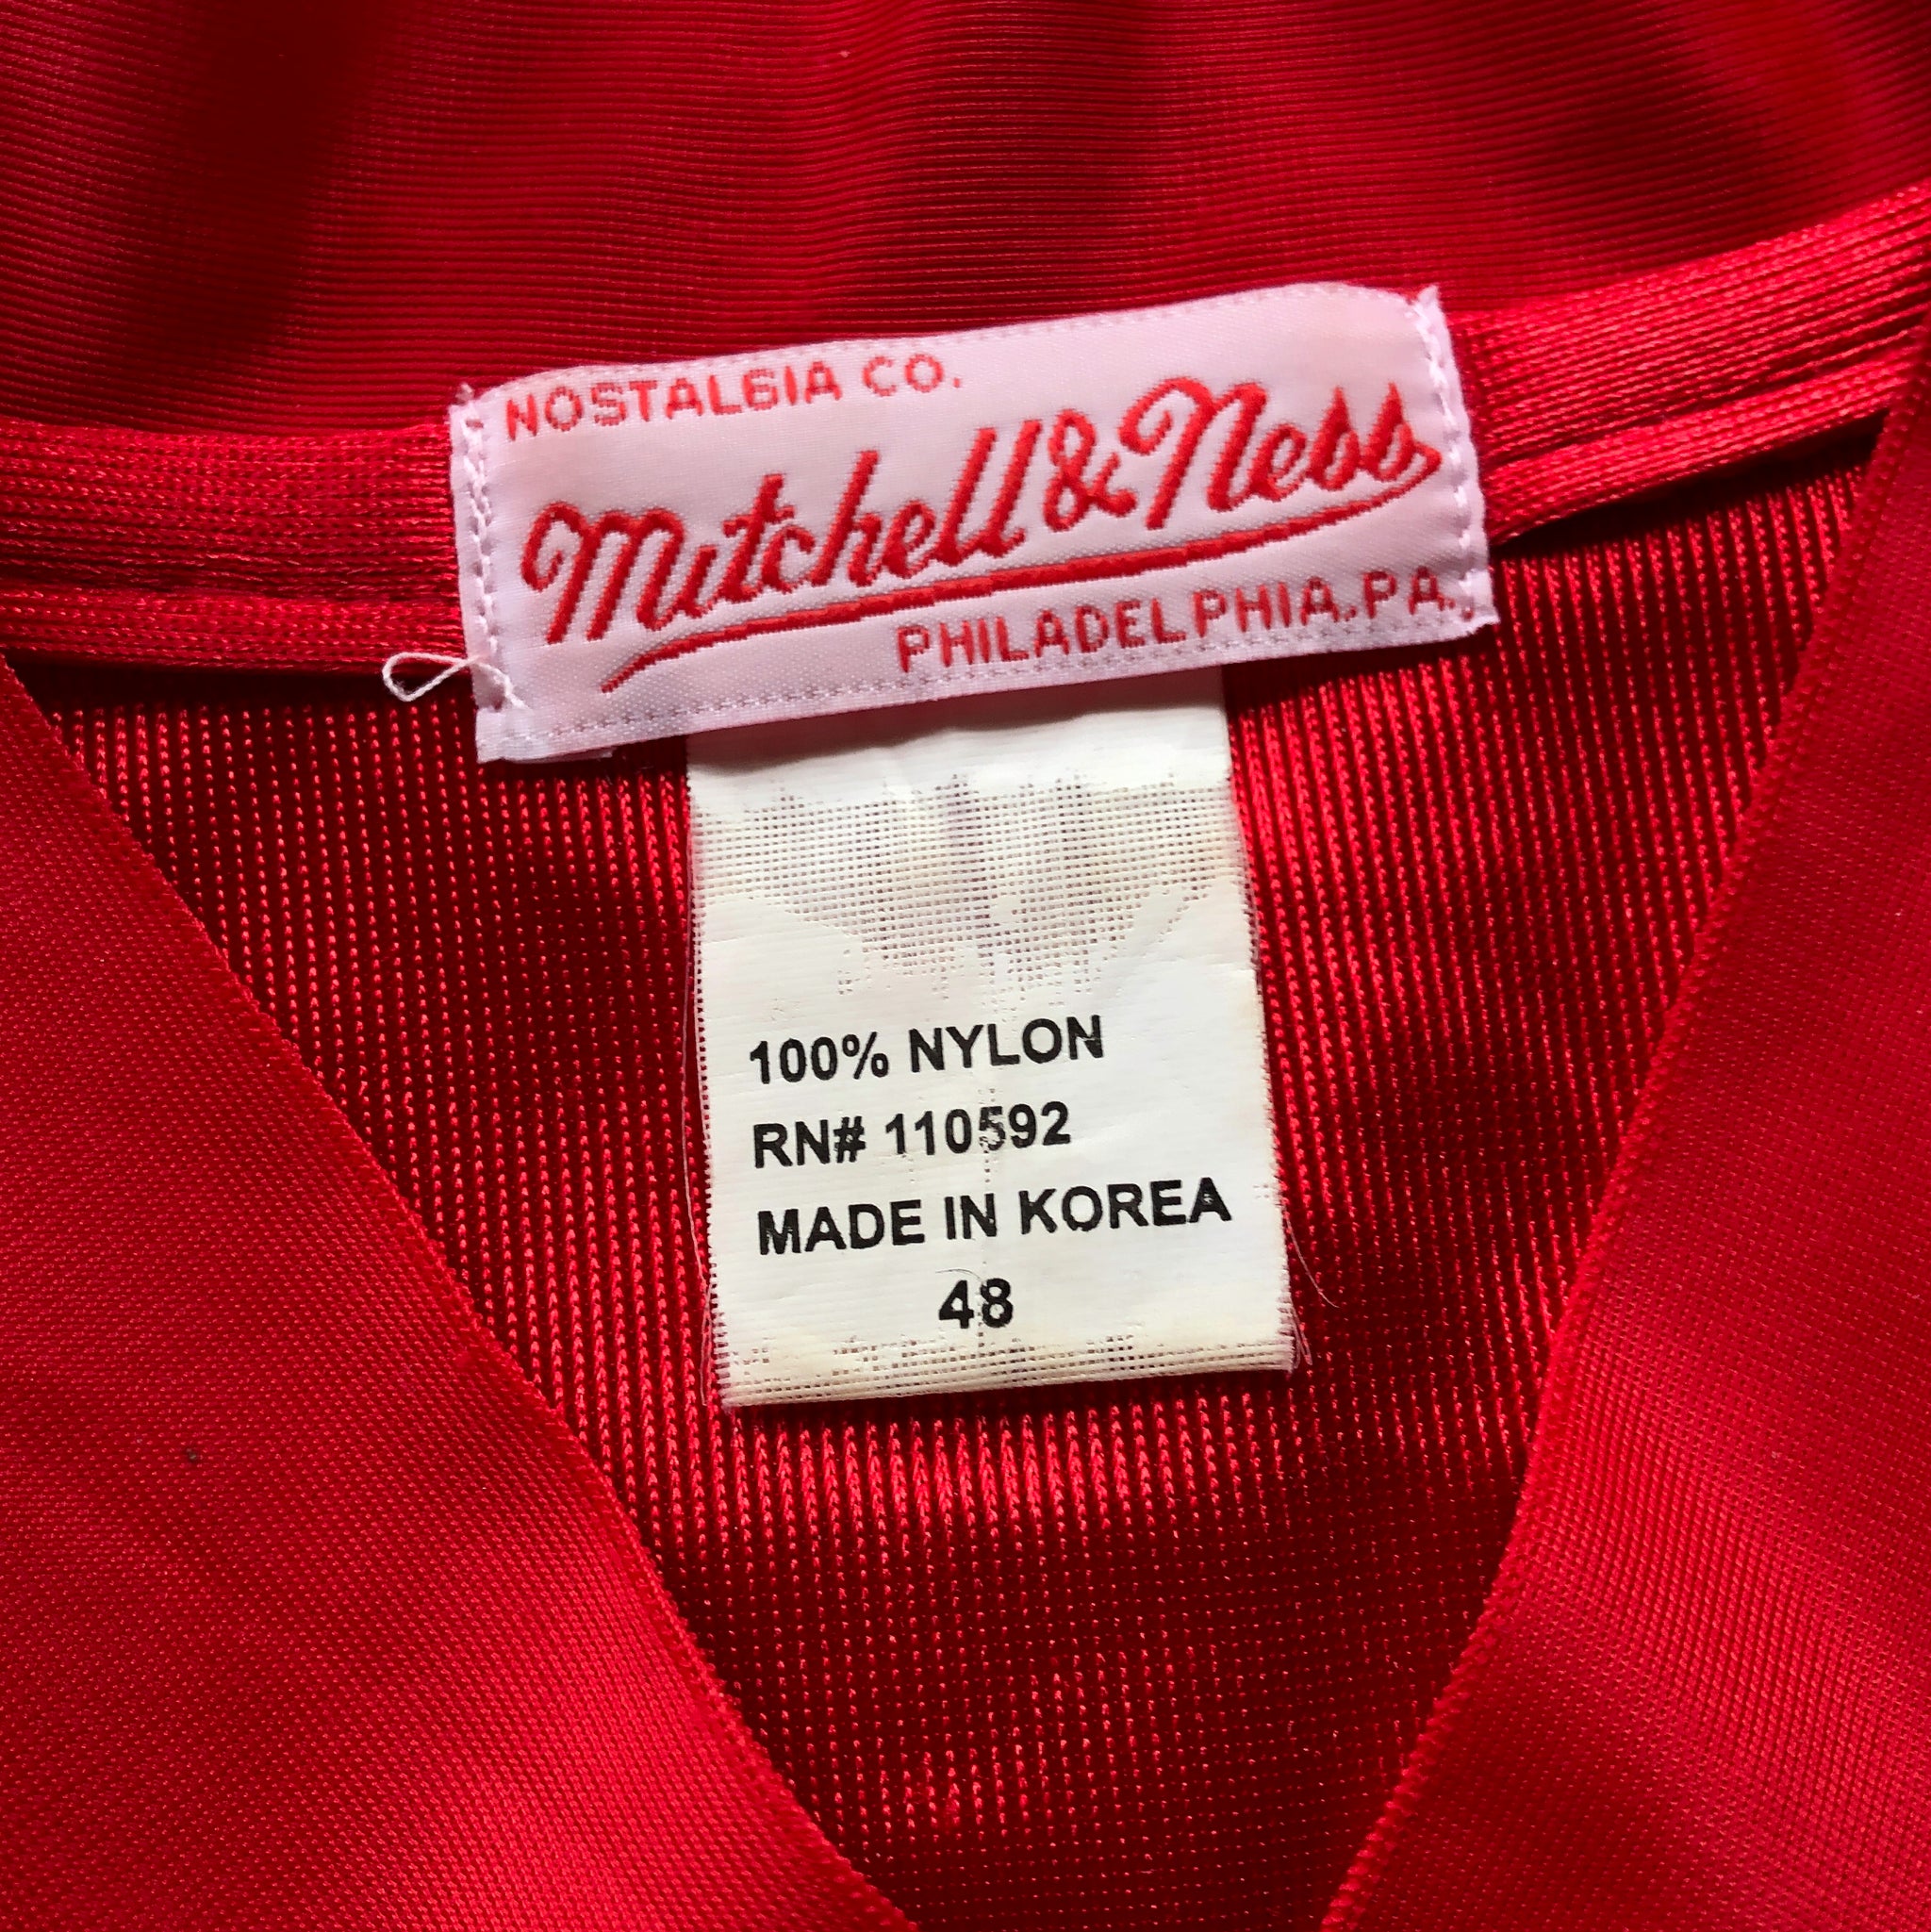 NOSTALGIA CO.
Mitchell & Ness
PHILADELPHIA, PA.
100% NYLON
RN# 110592
MADE IN KOREA
48